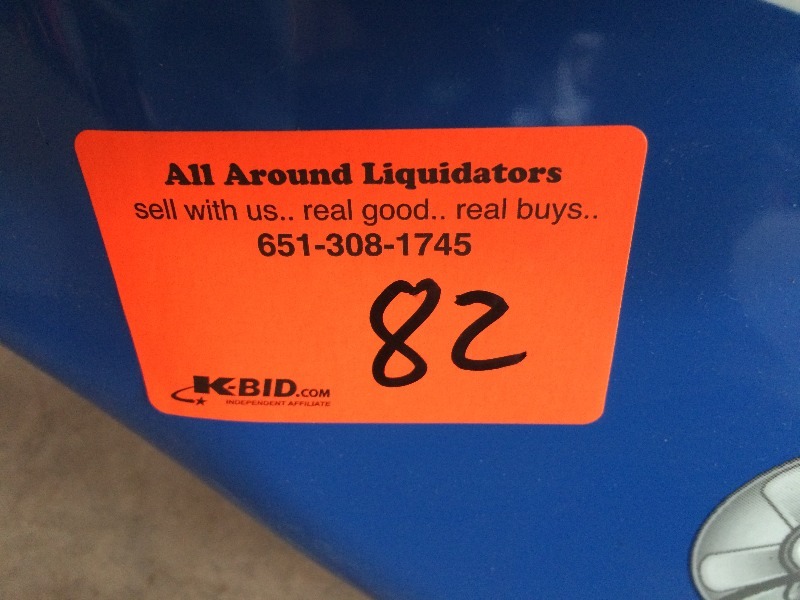 All Around Liquidators
sell with us.. real good.. real buys..
651-308-1745
82
K-BID.COM
INDEPENDENT AFFILIATE